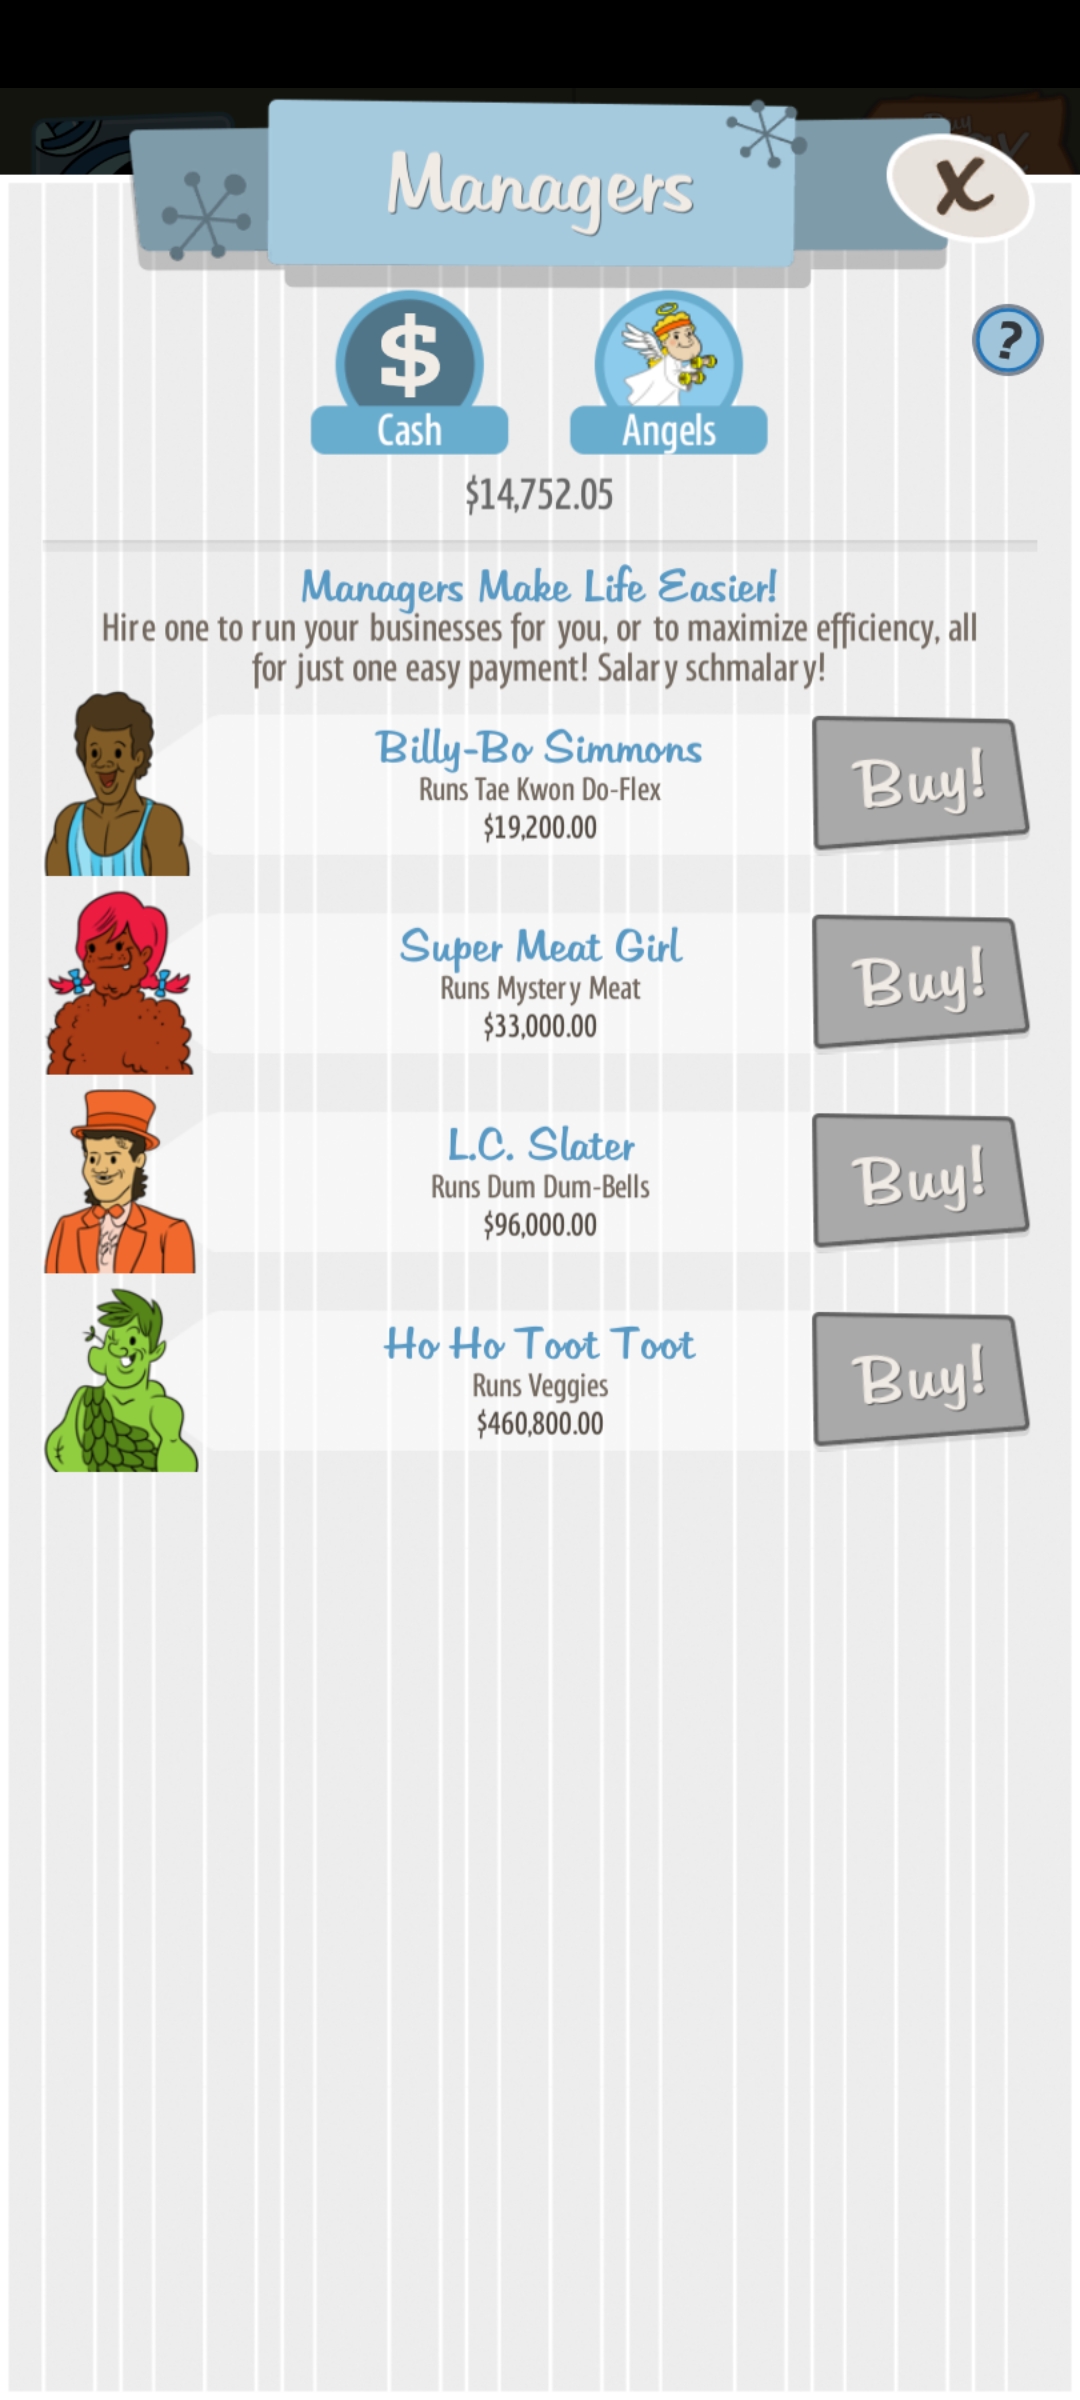 Managers
X
$
Cash
Angels
?
$14,752.05
Managers Make Life Easier!
Hire one to run your businesses for you, or to maximize efficiency, all
for just one easy payment! Salary schmalary!
Billy-Bo Simmons
Runs Tae Kwon Do-Flex
$19,200.00
Buy!
Super Meat Girl
Runs Mystery Meat
$33,000.00
Buy!
L.C. Slater
Runs Dum Dum-Bells
$96,000.00
Buy!
Ho Ho Toot Toot
Runs Veggies
$460,800.00
Buy!